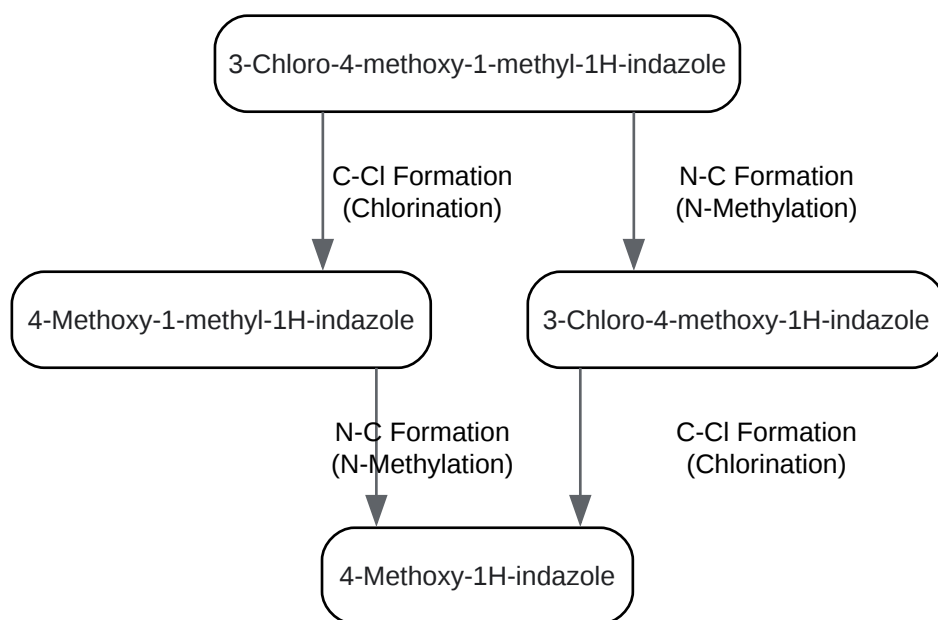 3-Chloro-4-methoxy-1-methyl-1H-indazole
C-Cl Formation
(Chlorination)
N-C Formation
(N-Methylation)
4-Methoxy-1-methyl-1H-indazole
3-Chloro-4-methoxy-1H-indazole
N-C Formation
(N-Methylation)
C-Cl Formation
(Chlorination)
4-Methoxy-1H-indazole